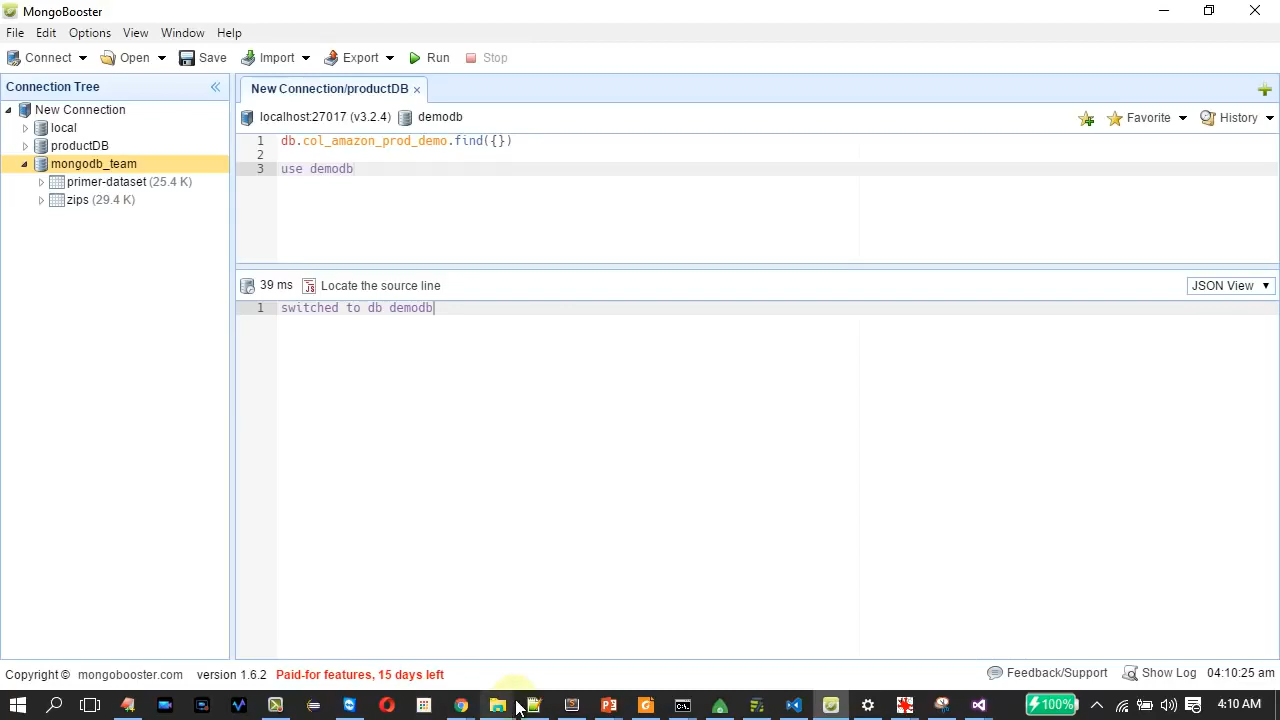 MongoBooster
File Edit Options View Window Help
Connect Open Save Import Export Run Stop
Connection Tree
New Connection
local
productDB
mongodb_team
primer-dataset (25.4 K)
zips (29.4 K)
New Connection/productDB ×
localhost:27017 (v3.2.4) demodb
Favorite History
1 db.col_amazon_prod_demo.find({})
2
3 use demodb
39 ms Locate the source line
JSON View
1 switched to db demodb
Copyright © mongobooster.com version 1.6.2 Paid-for features, 15 days left
Feedback/Support Show Log 04:10:25 am
100% 4:10 AM